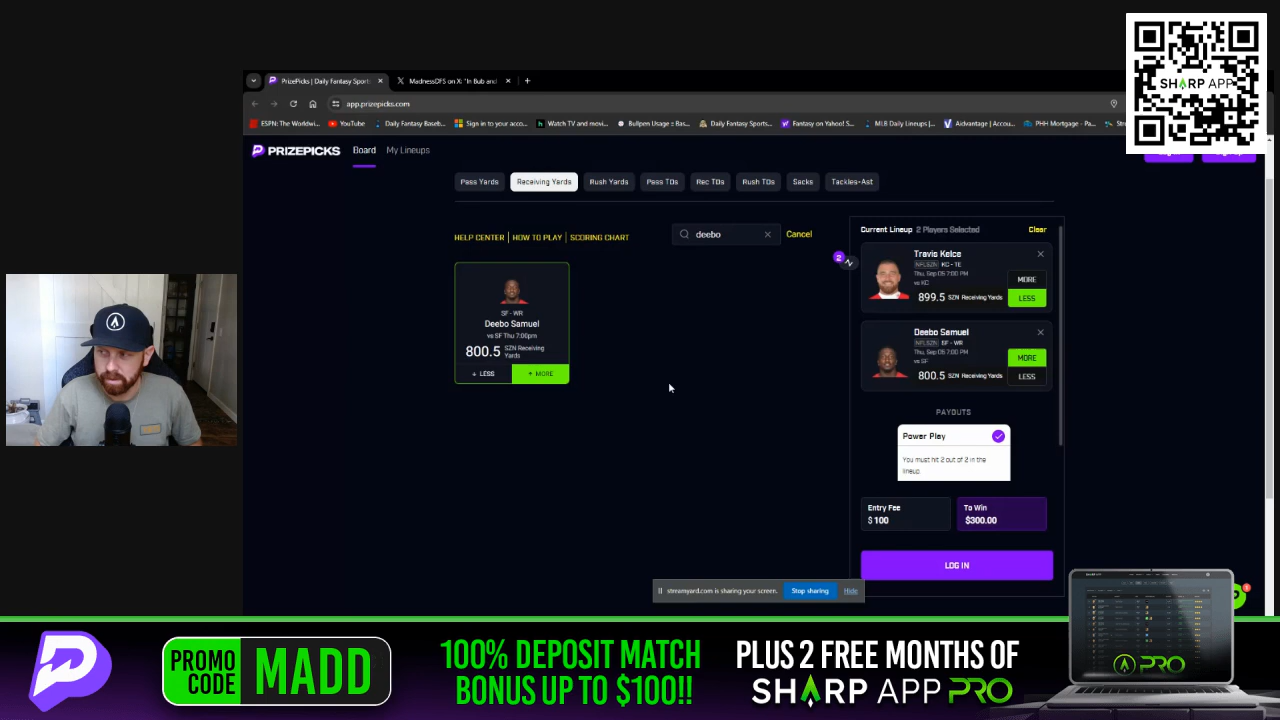 SHARP APP
PrizePicks | Daily Fantasy Sports
MadnessDFS on X: "In Bub and
app.prizepicks.com
ESPN: The Worldwi...
YouTube
Daily Fantasy Baseb...
Sign in to your acco...
Watch TV and movi...
Bullpen Usage :: Bas...
Daily Fantasy Sports...
Fantasy on Yahoo! S...
MLB Daily Lineups |...
Aadvantage | Accou...
PHH Mortgage - Pa...
PRIZEPICKS
Board
My Lineups
Pass Yards
Receiving Yards
Rush Yards
Pass TDs
Rec TDs
Rush TDs
Sacks
Tackles+Ast
HELP CENTER
HOW TO PLAY
SCORING CHART
deebo
Cancel
SF - WR
Deebo Samuel
vs SF Thu 7:00pm
800.5 SZN Receiving
Yards
↓ LESS
↑ MORE
Current Lineup 2 Players Selected
Clear
2
Travis Kelce
NFLSZN KC - TE
Thu, Sep 05 7:00 PM
vs KC
899.5 SZN Receiving Yards
MORE
LESS
Deebo Samuel
NFLSZN SF - WR
Thu, Sep 05 7:00 PM
vs SF
800.5 SZN Receiving Yards
MORE
LESS
PAYOUTS
Power Play
You must hit 2 out of 2 in the
lineup.
Entry Fee
$ 100
To Win
$300.00
LOG IN
streamyard.com is sharing your screen.
Stop sharing
Hide
PROMO
CODE
MADD
100% DEPOSIT MATCH
BONUS UP TO $100!!
PLUS 2 FREE MONTHS OF
SHARP APP PRO
PRO